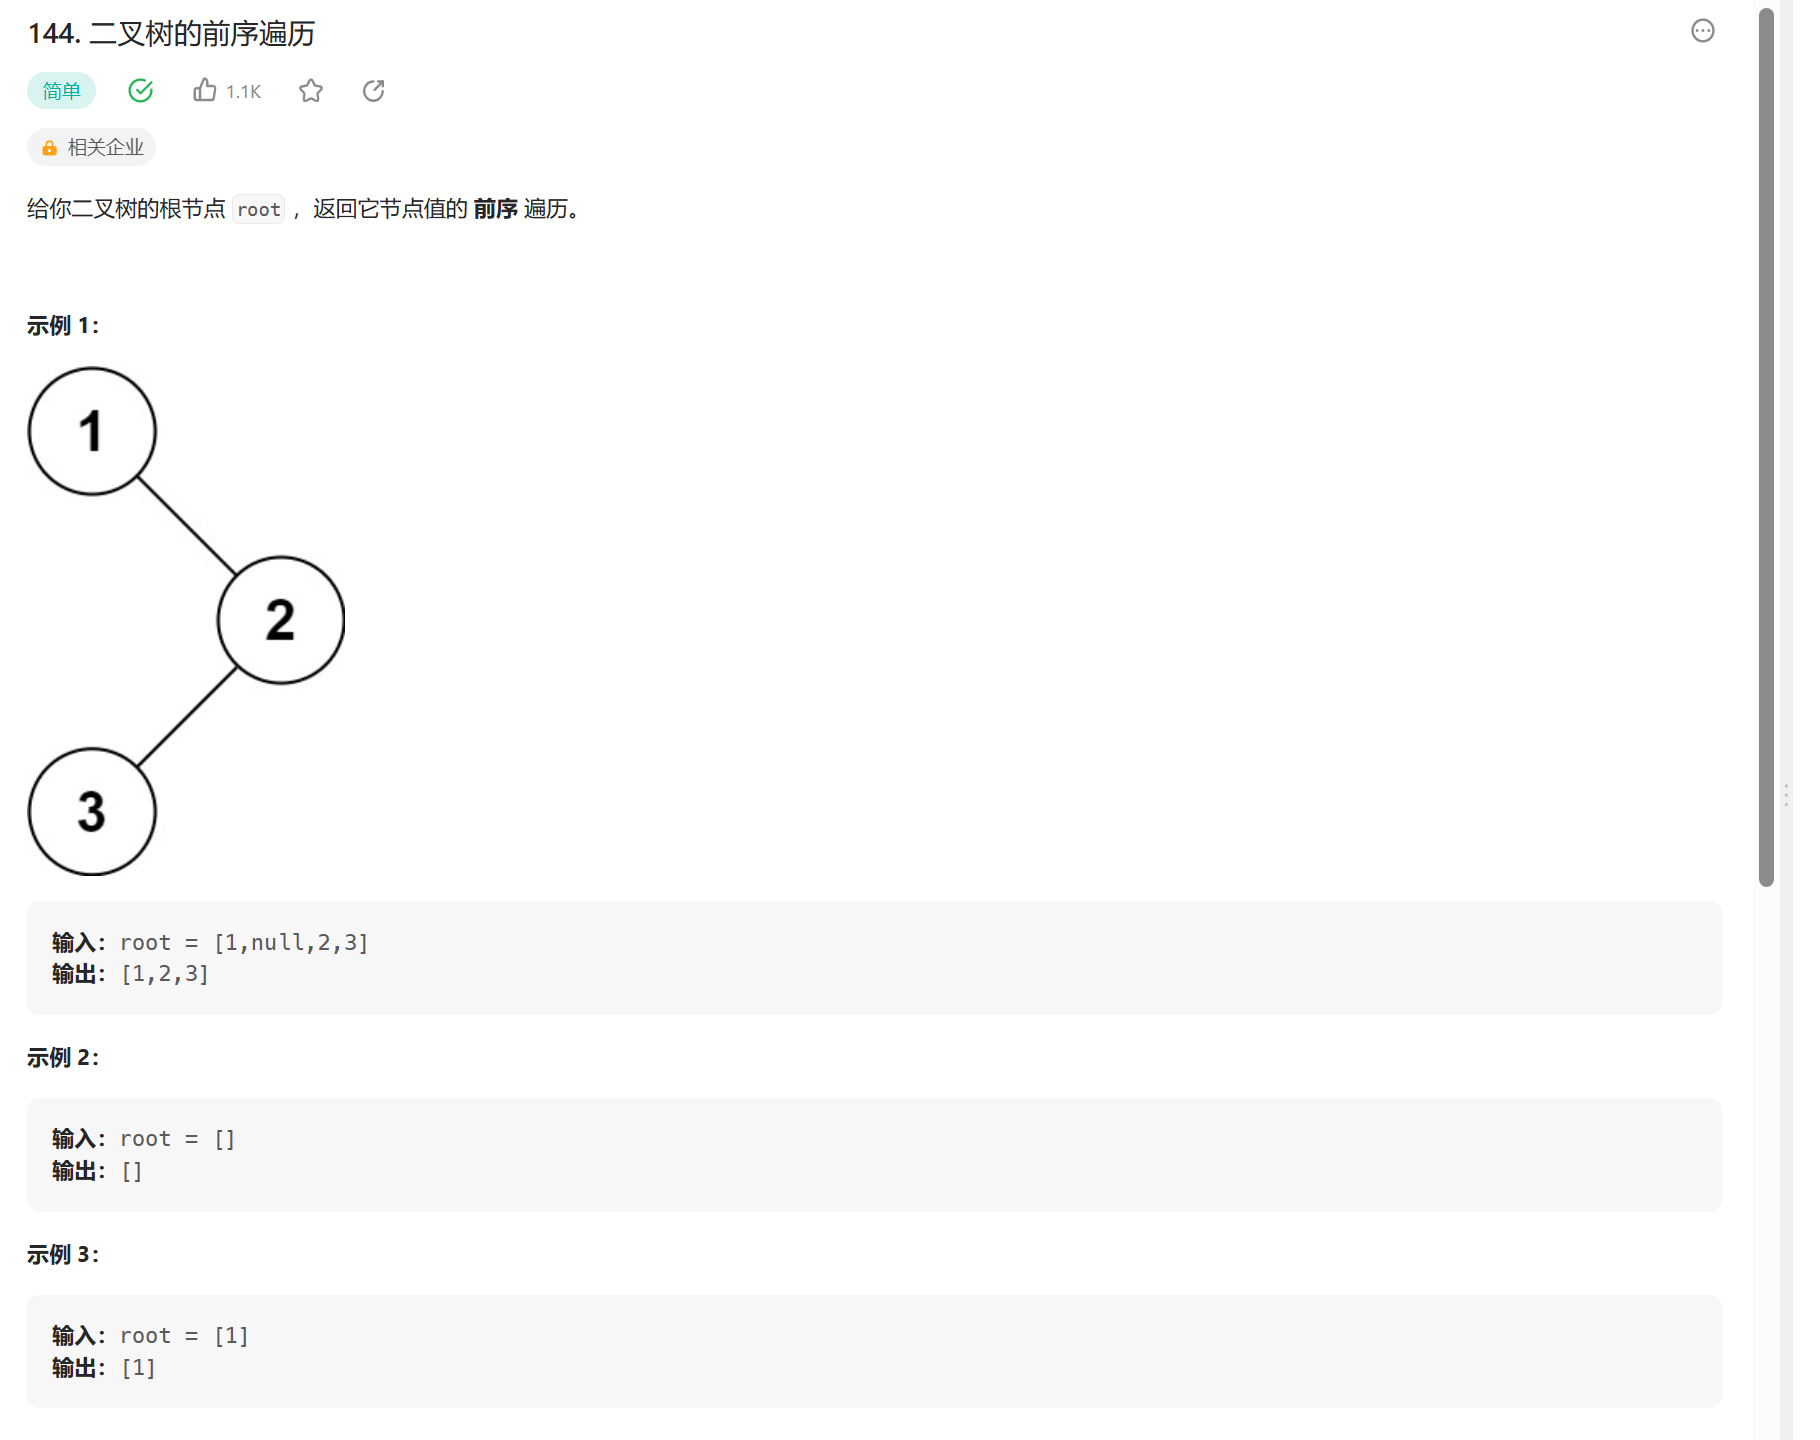 144. 二叉树的前序遍历
简单 1.1K
相关企业
给你二叉树的根节点 root ，返回它节点值的 前序 遍历。
示例 1：
1
2
3
输入：root = [1,null,2,3]
输出：[1,2,3]
示例 2：
输入：root = []
输出：[]
示例 3：
输入：root = [1]
输出：[1]